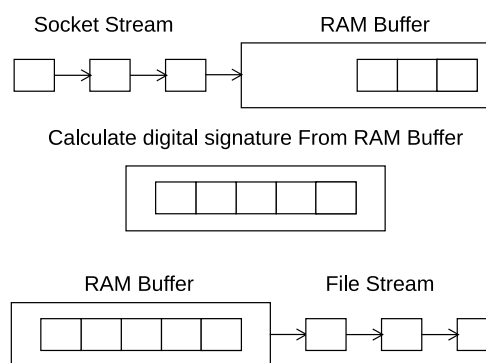 Socket Stream
RAM Buffer
Calculate digital signature From RAM Buffer
RAM Buffer
File Stream